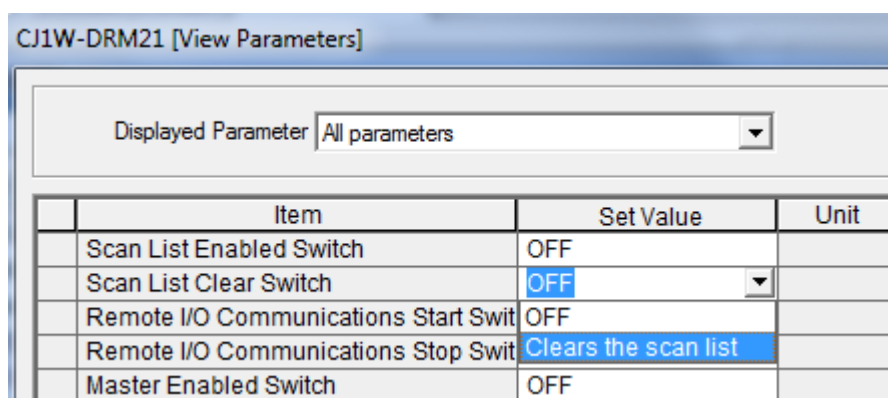 CJ1W-DRM21 [View Parameters]
Displayed Parameter All parameters
Item Set Value Unit
Scan List Enabled Switch OFF
Scan List Clear Switch OFF
Remote I/O Communications Start Swit OFF
Remote I/O Communications Stop Swit Clears the scan list
Master Enabled Switch OFF